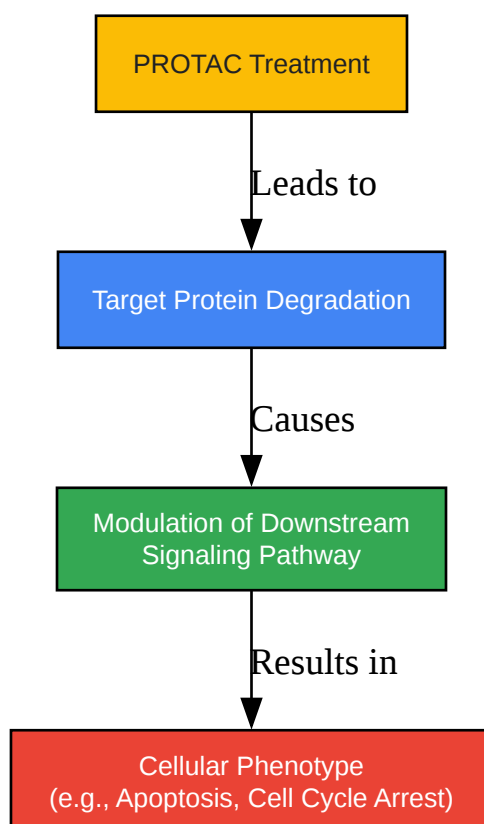 PROTAC Treatment
Leads to
Target Protein Degradation
Causes
Modulation of Downstream
Signaling Pathway
Results in
Cellular Phenotype
(e.g., Apoptosis, Cell Cycle Arrest)